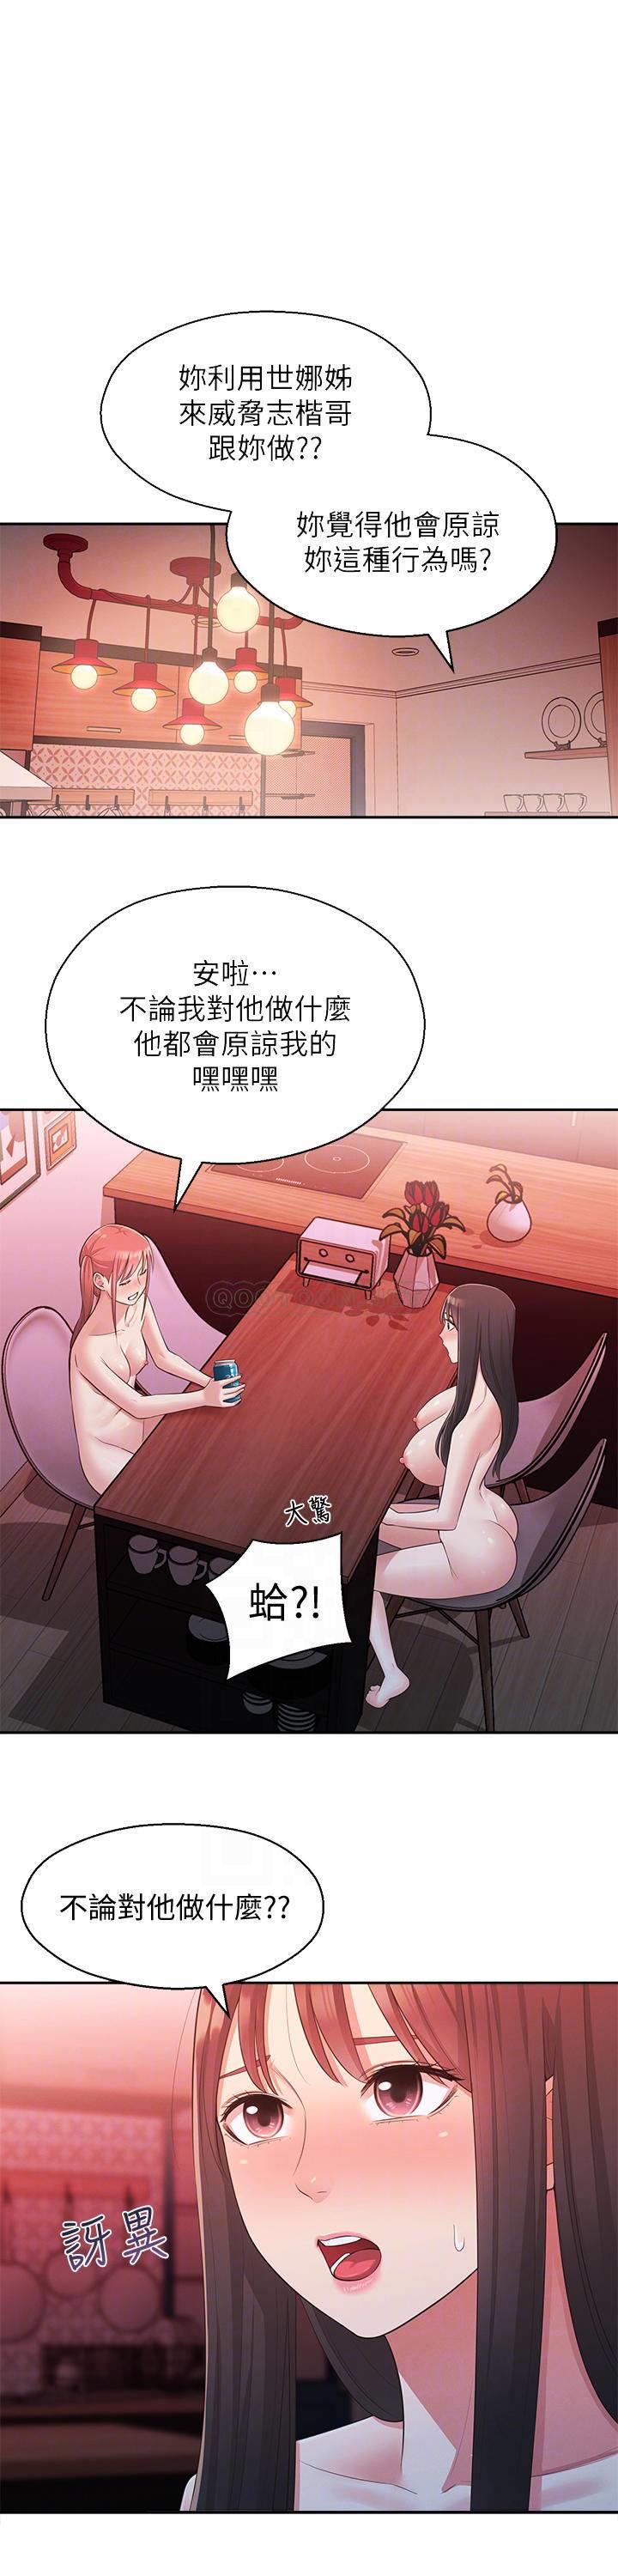 妳利用世娜姊
來威脅志楷哥
跟妳做??
妳覺得他會原諒
妳這種行為嗎?
安啦…
不論我對他做什麼
他都會原諒我的
嘿嘿嘿
大驚
蛤?!
不論對他做什麼??
訝異